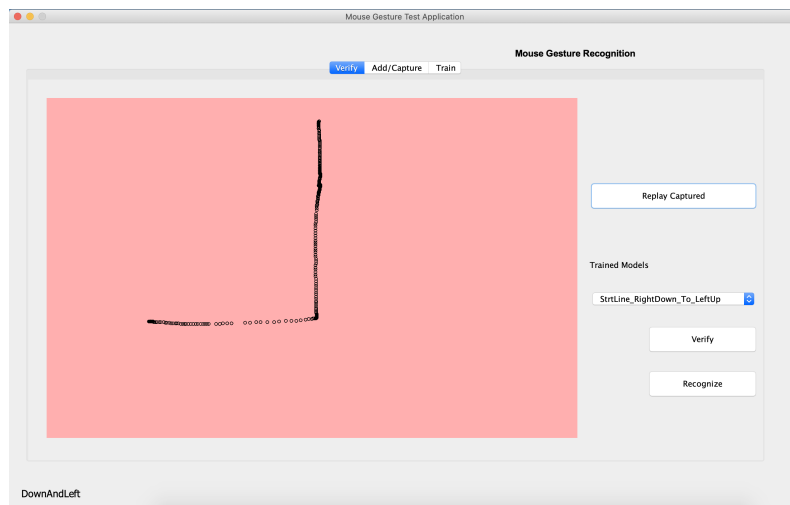 Mouse Gesture Test Application
Mouse Gesture Recognition
Verify Add/Capture Train
Replay Captured
Trained Models
StrtLine_RightDown_To_LeftUp
Verify
Recognize
DownAndLeft